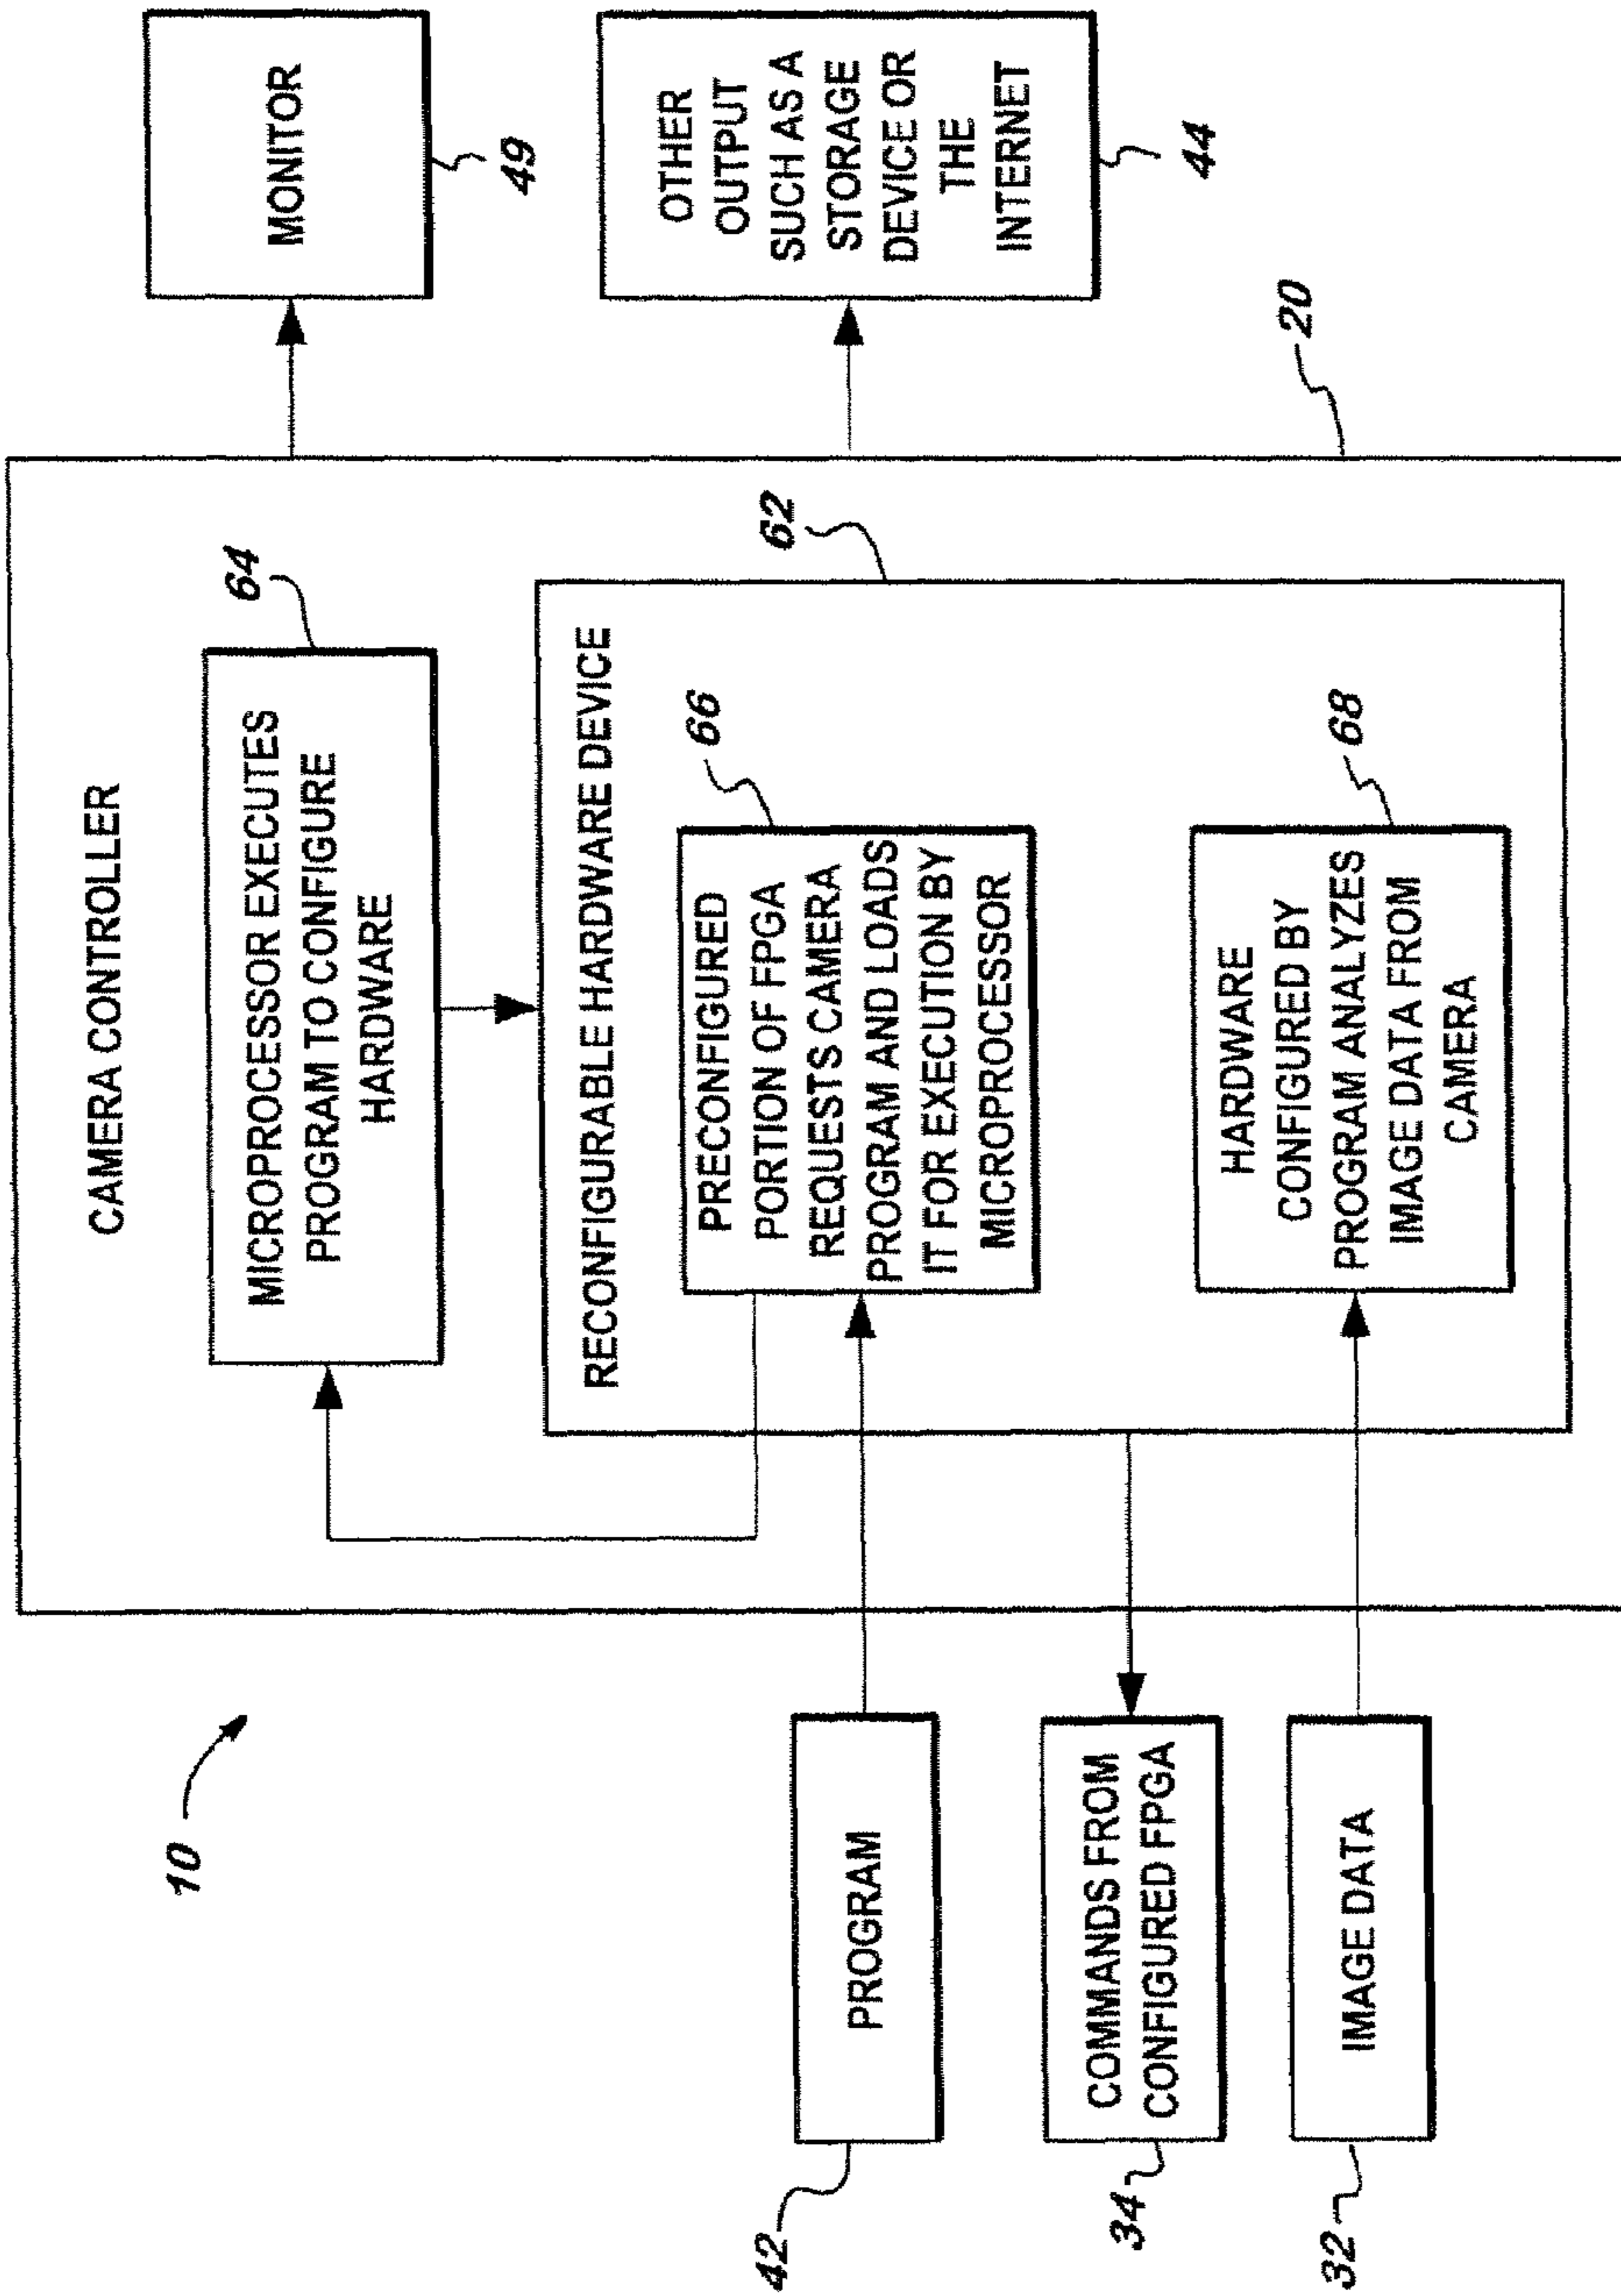 10
CAMERA CONTROLLER
64
MICROPROCESSOR EXECUTES
PROGRAM TO CONFIGURE
HARDWARE
MONITOR
49
RECONFIGURABLE HARDWARE DEVICE
62
66
PRECONFIGURED
PORTION OF FPGA
REQUESTS CAMERA
PROGRAM AND LOADS
IT FOR EXECUTION BY
MICROPROCESSOR
OTHER
OUTPUT
SUCH AS A
STORAGE
DEVICE OR
THE
INTERNET
44
20
42
PROGRAM
34
COMMANDS FROM
CONFIGURED FPGA
68
HARDWARE
CONFIGURED BY
PROGRAM ANALYZES
IMAGE DATA FROM
CAMERA
32
IMAGE DATA